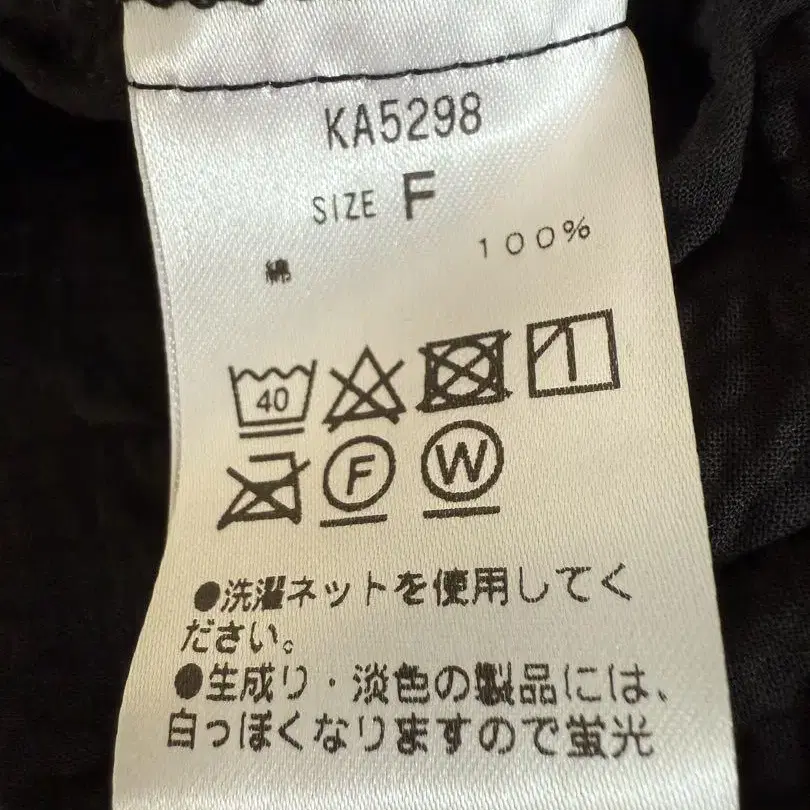 KA5298
SIZE F
綿 100%
40
F W
●洗濯ネットを使用してく
ださい。
●生成り・淡色の製品には、
白っぽくなりますので蛍光